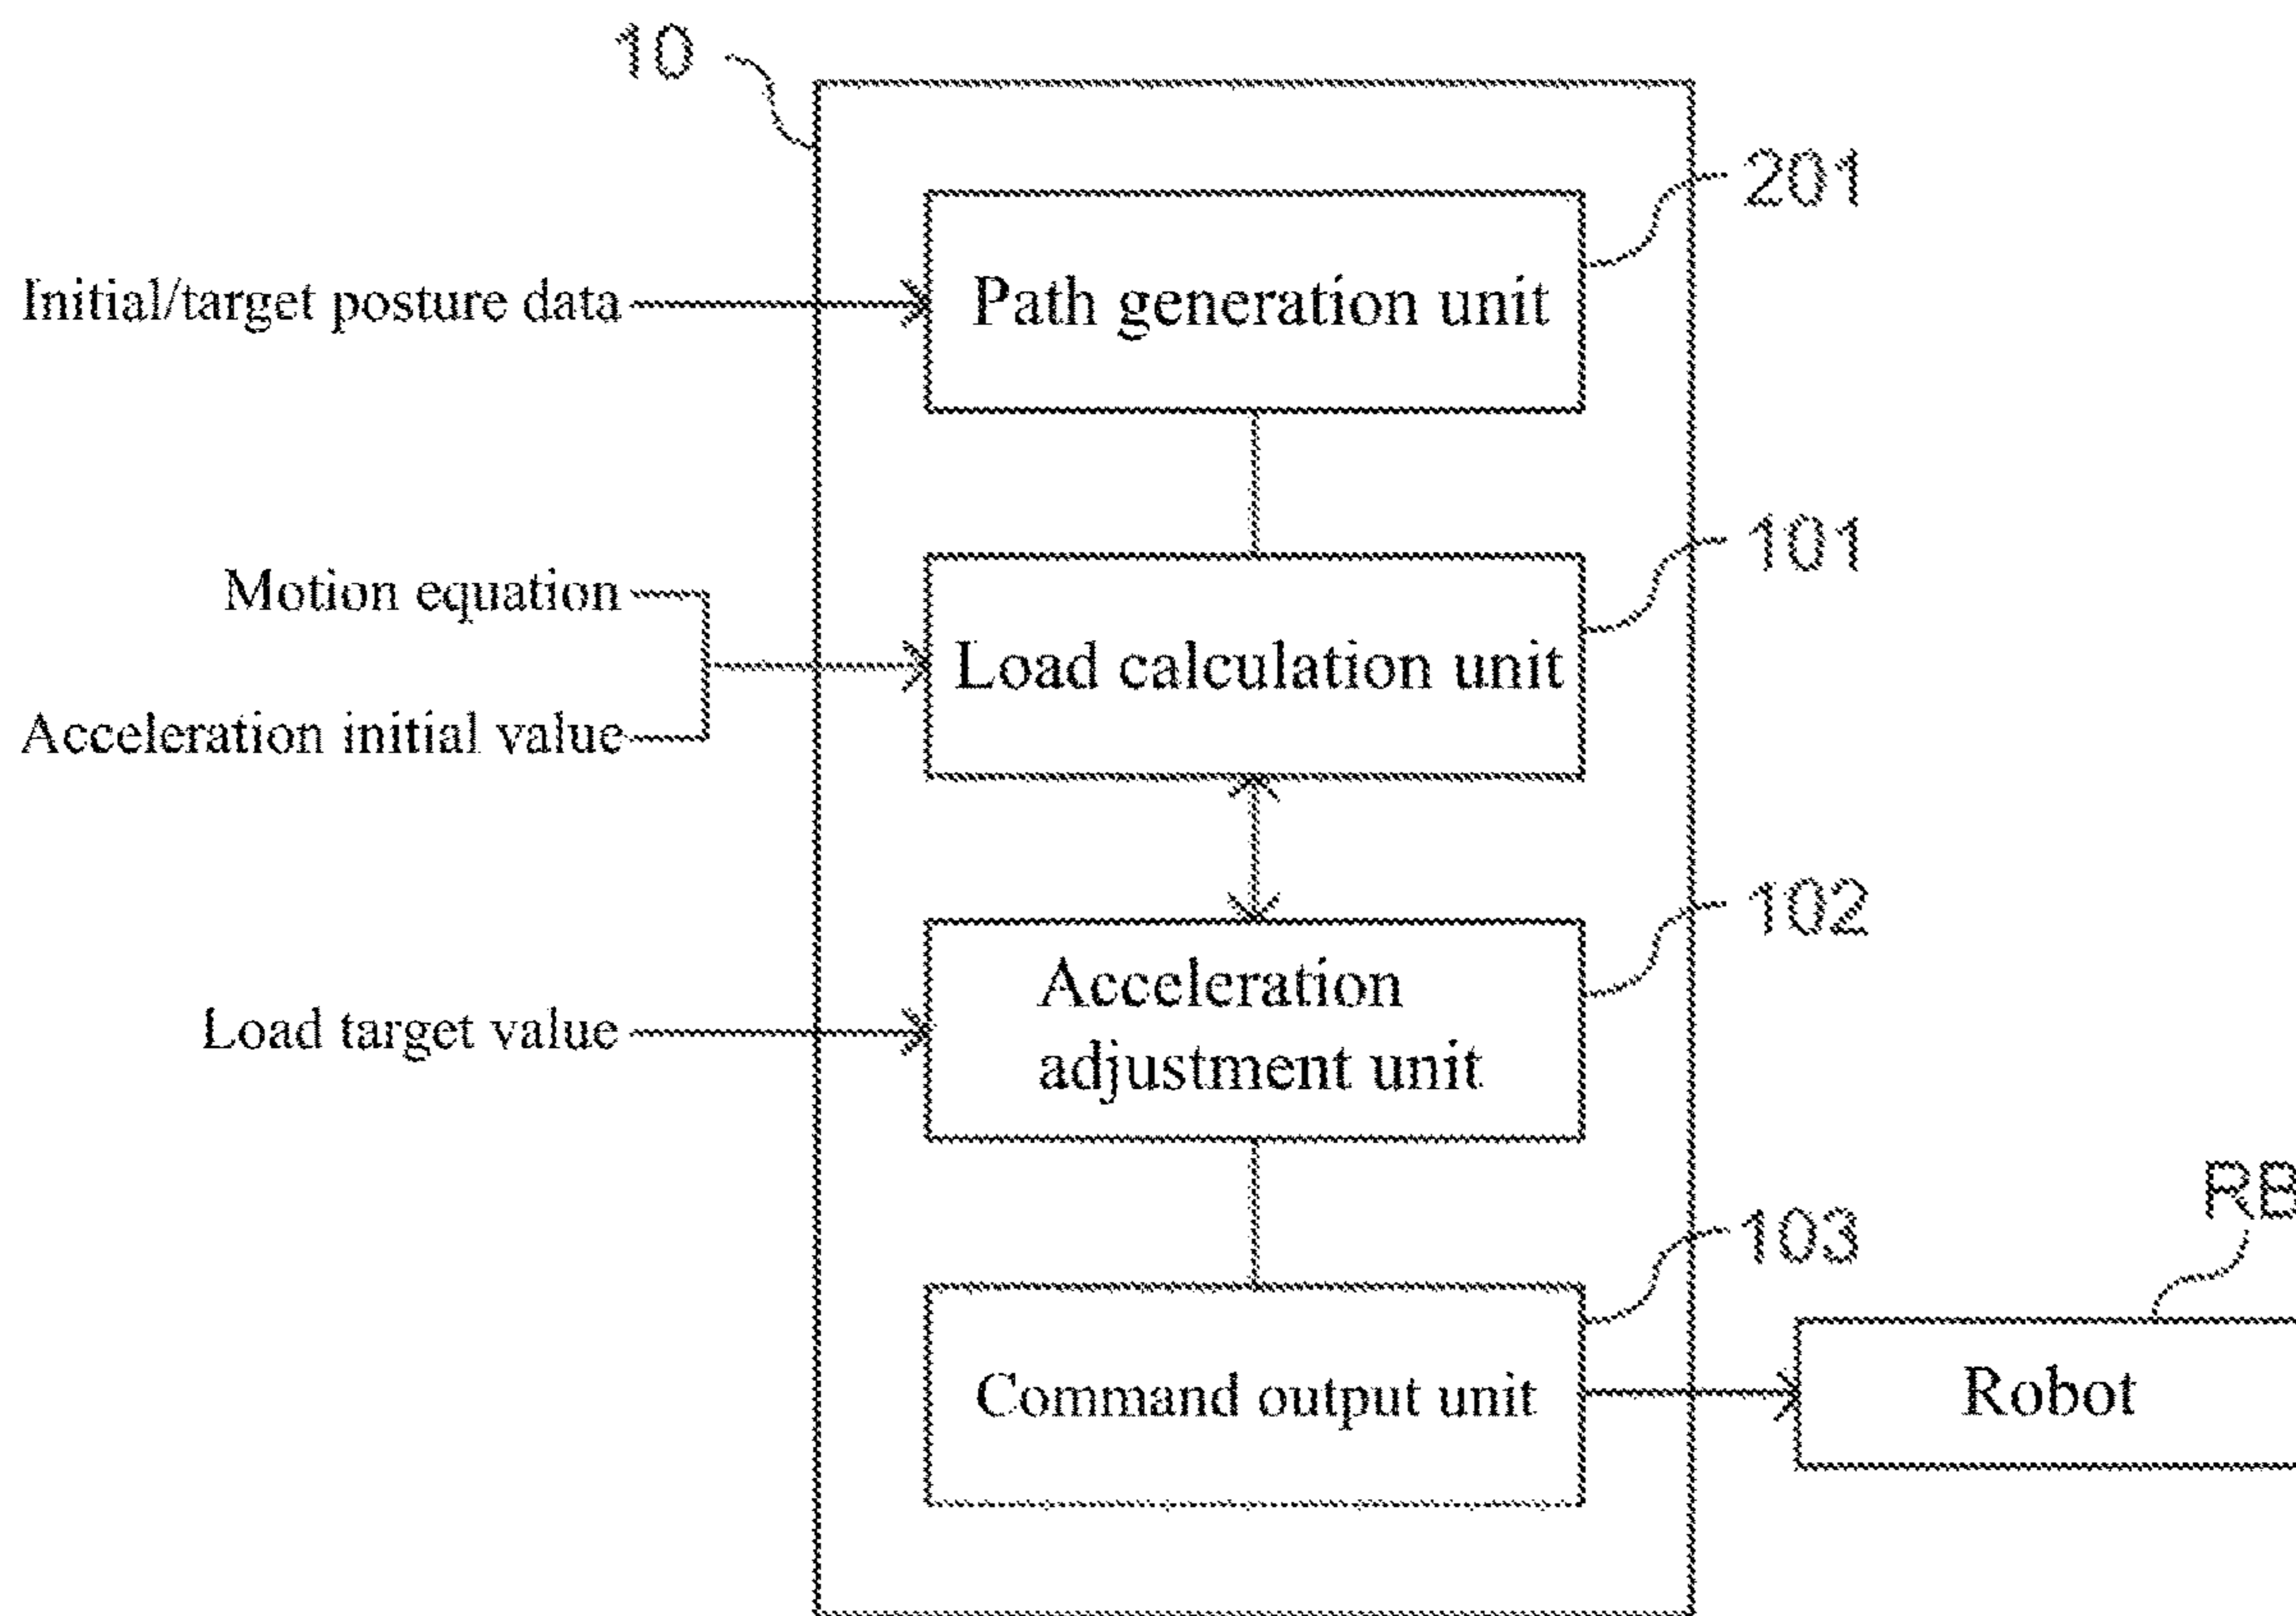 10
201
Initial/target posture data
Path generation unit
101
Motion equation
Load calculation unit
Acceleration initial value
102
Acceleration
adjustment unit
Load target value
RB
103
Command output unit
Robot